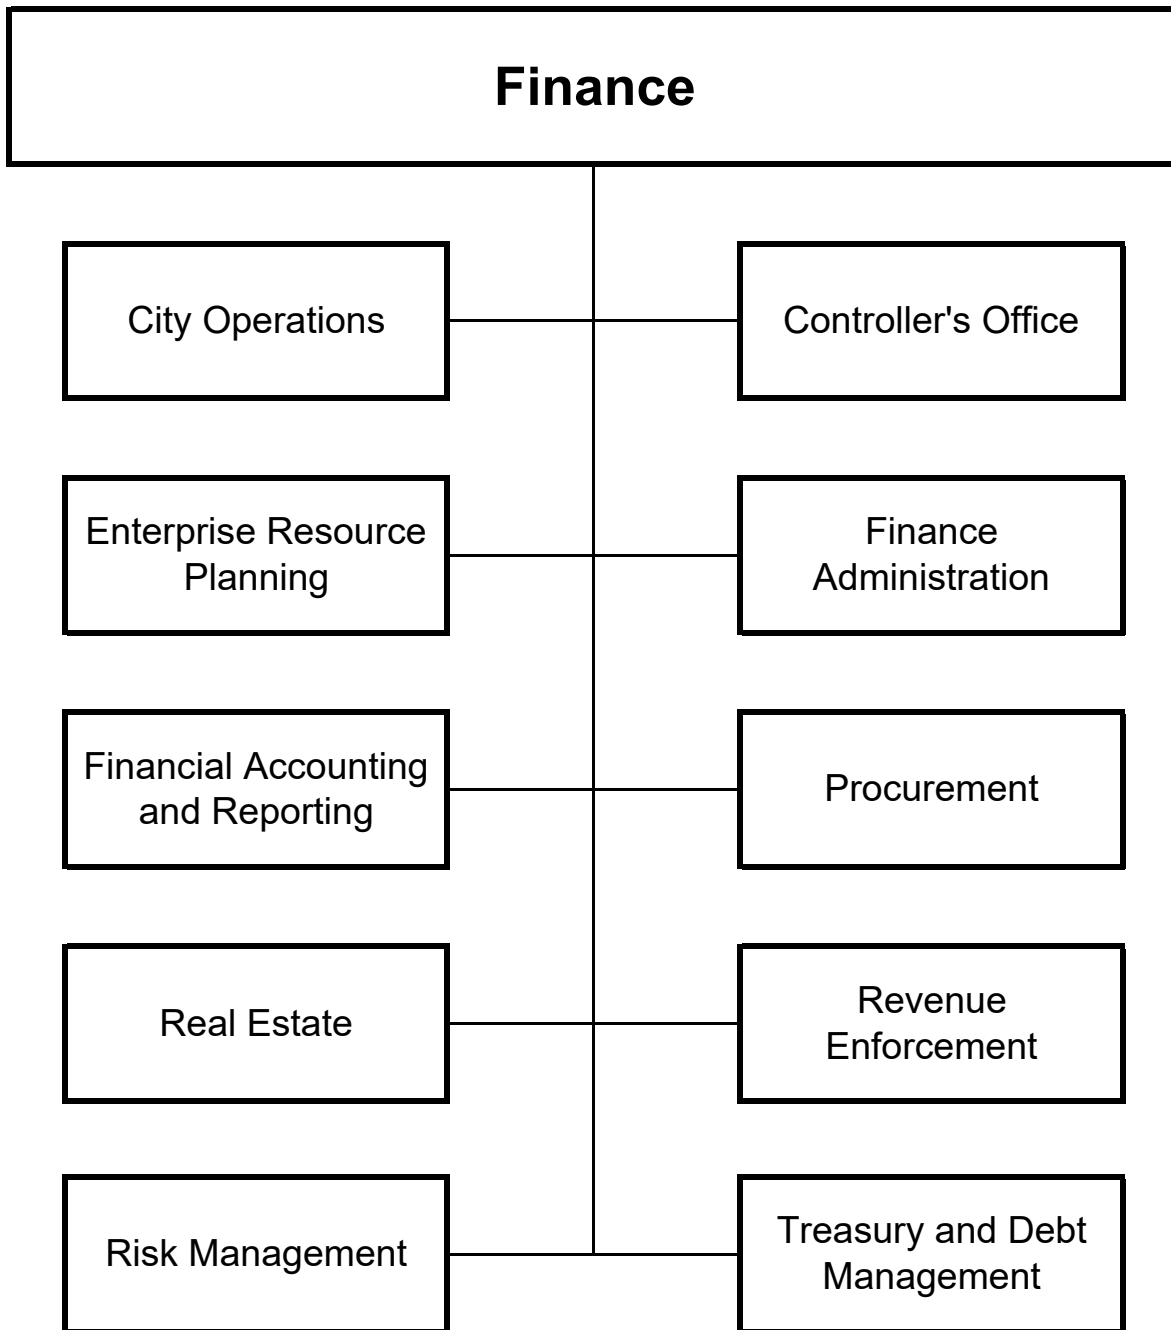 Finance
City Operations
Controller's Office
Enterprise Resource
Planning
Finance
Administration
Financial Accounting
and Reporting
Procurement
Real Estate
Revenue
Enforcement
Risk Management
Treasury and Debt
Management